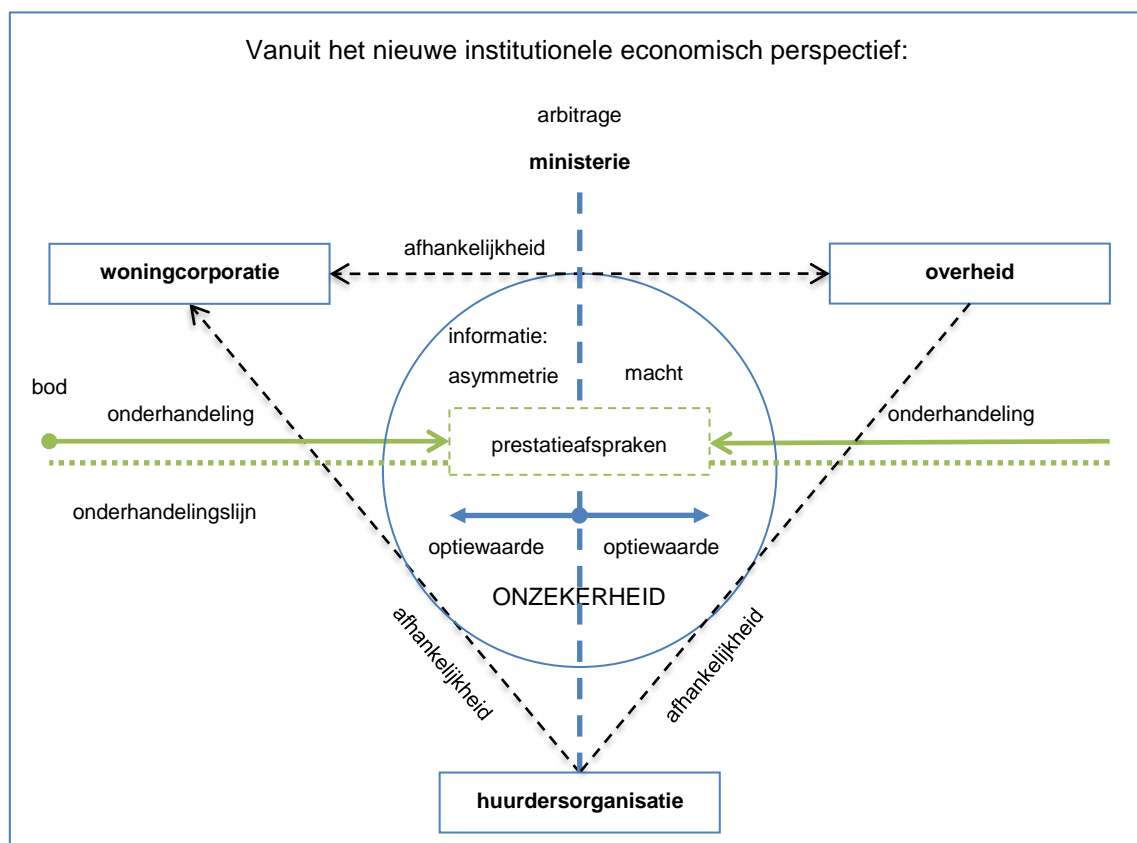 Vanuit het nieuwe institutionele economisch perspectief:
arbitrage
ministerie
afhankelijkheid
woningcorporatie
overheid
informatie:
asymmetrie
macht
bod
onderhandeling
onderhandeling
prestatieafspraken
onderhandelingslijn
optiewaarde
optiewaarde
ONZEKERHEID
afhankelijkheid
afhankelijkheid
huurdersorganisatie